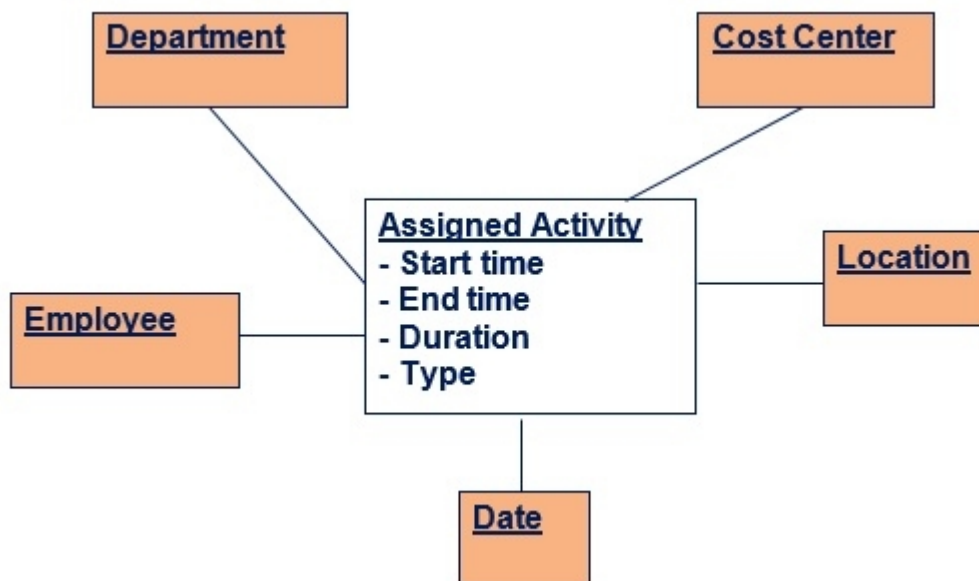 Department
Cost Center
Assigned Activity
- Start time
- End time
- Duration
- Type
Location
Employee
Date